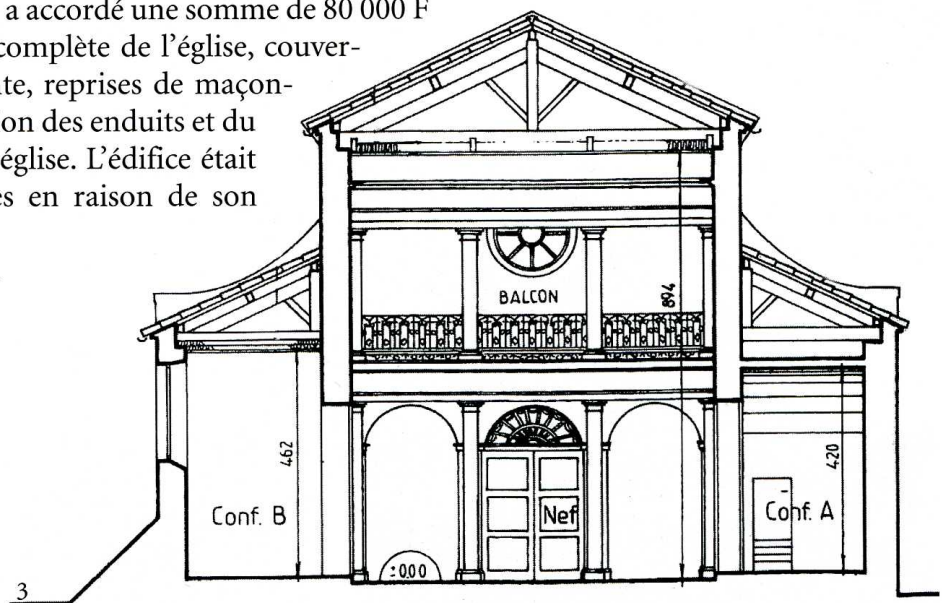 a accordé une somme de 80 000 F
complète de l’église, couver-
te, reprises de maçon-
on des enduits et du
église. L’édifice était
es en raison de son
BALCON
894
462
420
Conf. B
Nef
Conf. A
±000
3